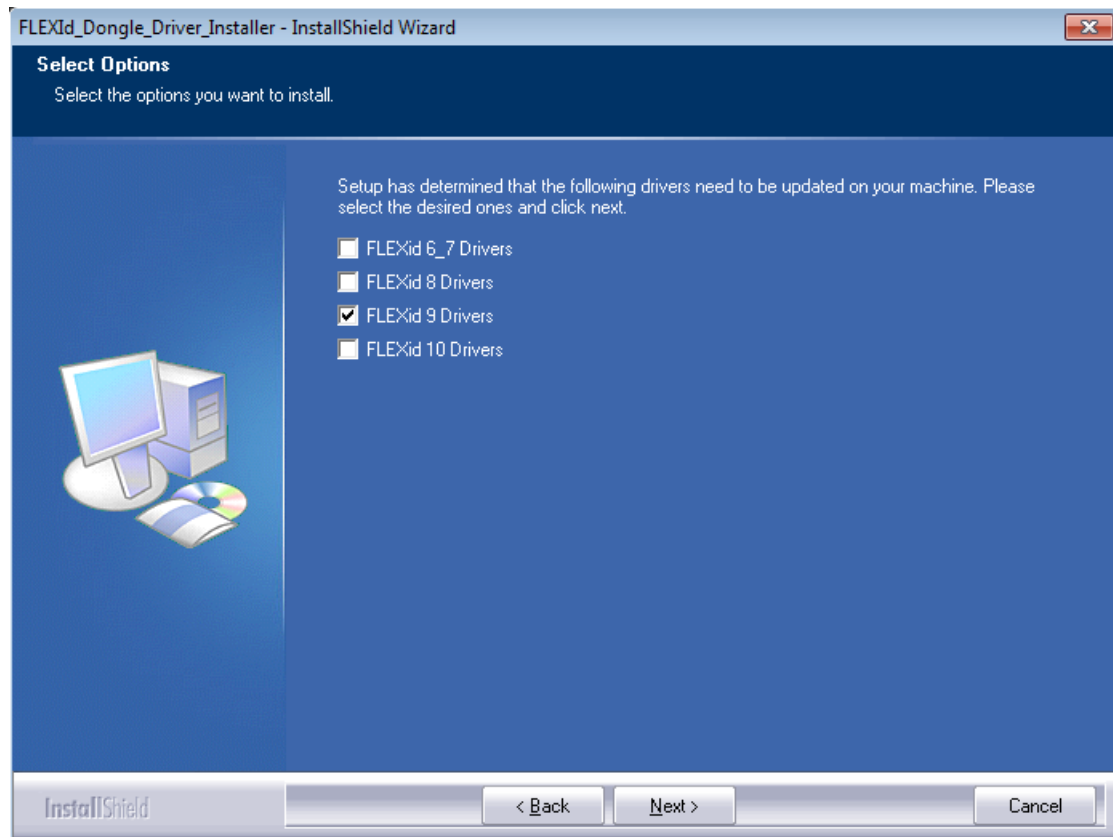 FLEXId_Dongle_Driver_Installer - InstallShield Wizard
Select Options
Select the options you want to install.
Setup has determined that the following drivers need to be updated on your machine. Please
select the desired ones and click next.
FLEXid 6_7 Drivers
FLEXid 8 Drivers
FLEXid 9 Drivers
FLEXid 10 Drivers
InstallShield
< Back
Next >
Cancel